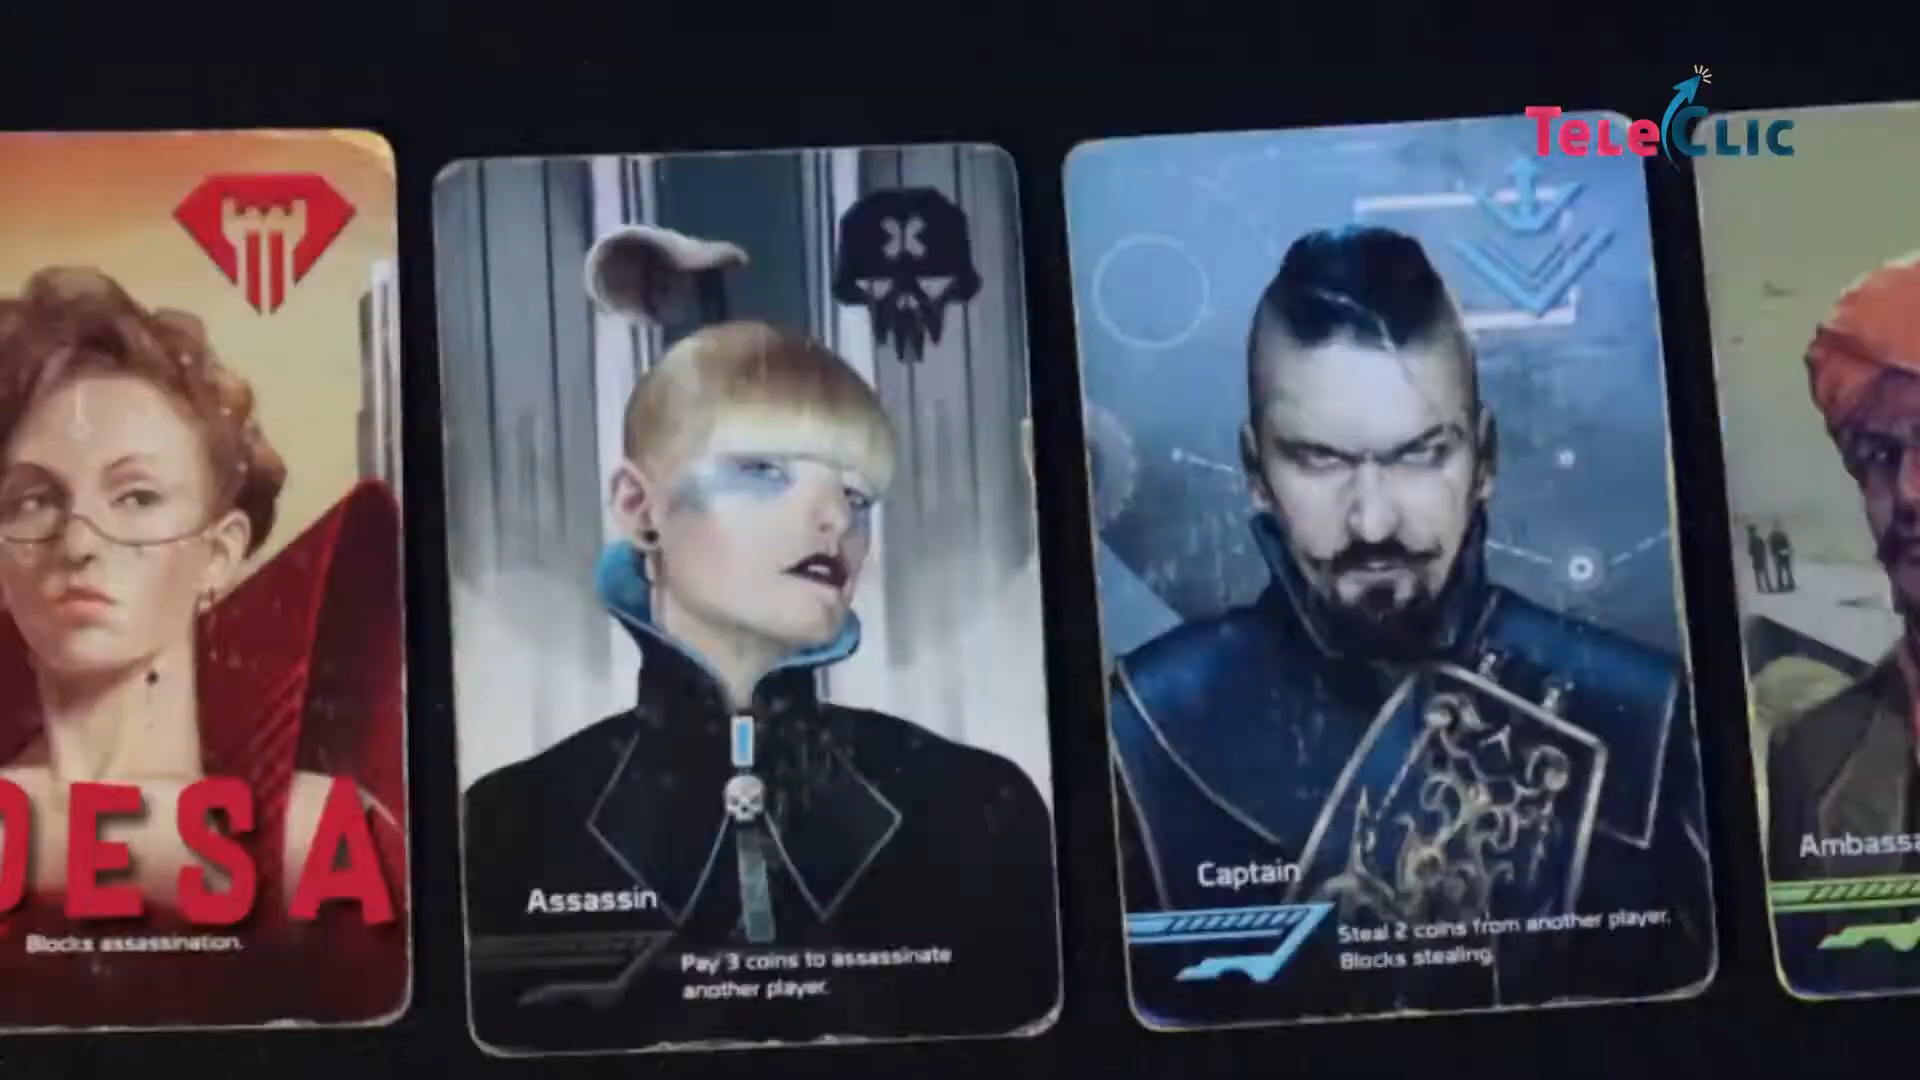 TELECLIC
DESA
Blocks assassination.
Assassin
Pay 3 coins to assassinate
another player.
Captain
Steal 2 coins from another player.
Blocks stealing.
Ambassa